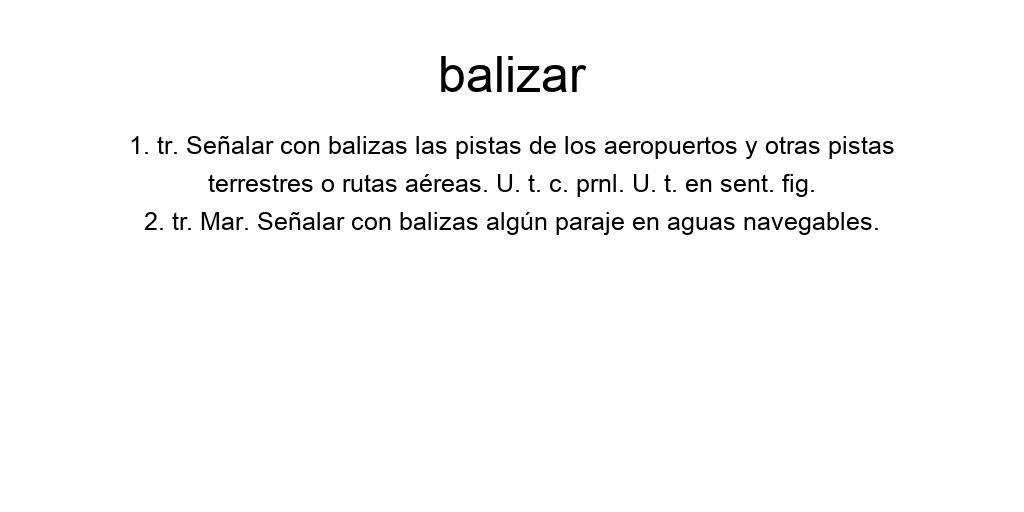 balizar
1. tr. Señalar con balizas las pistas de los aeropuertos y otras pistas
terrestres o rutas aéreas. U. t. c. prnl. U. t. en sent. fig.
2. tr. Mar. Señalar con balizas algún paraje en aguas navegables.